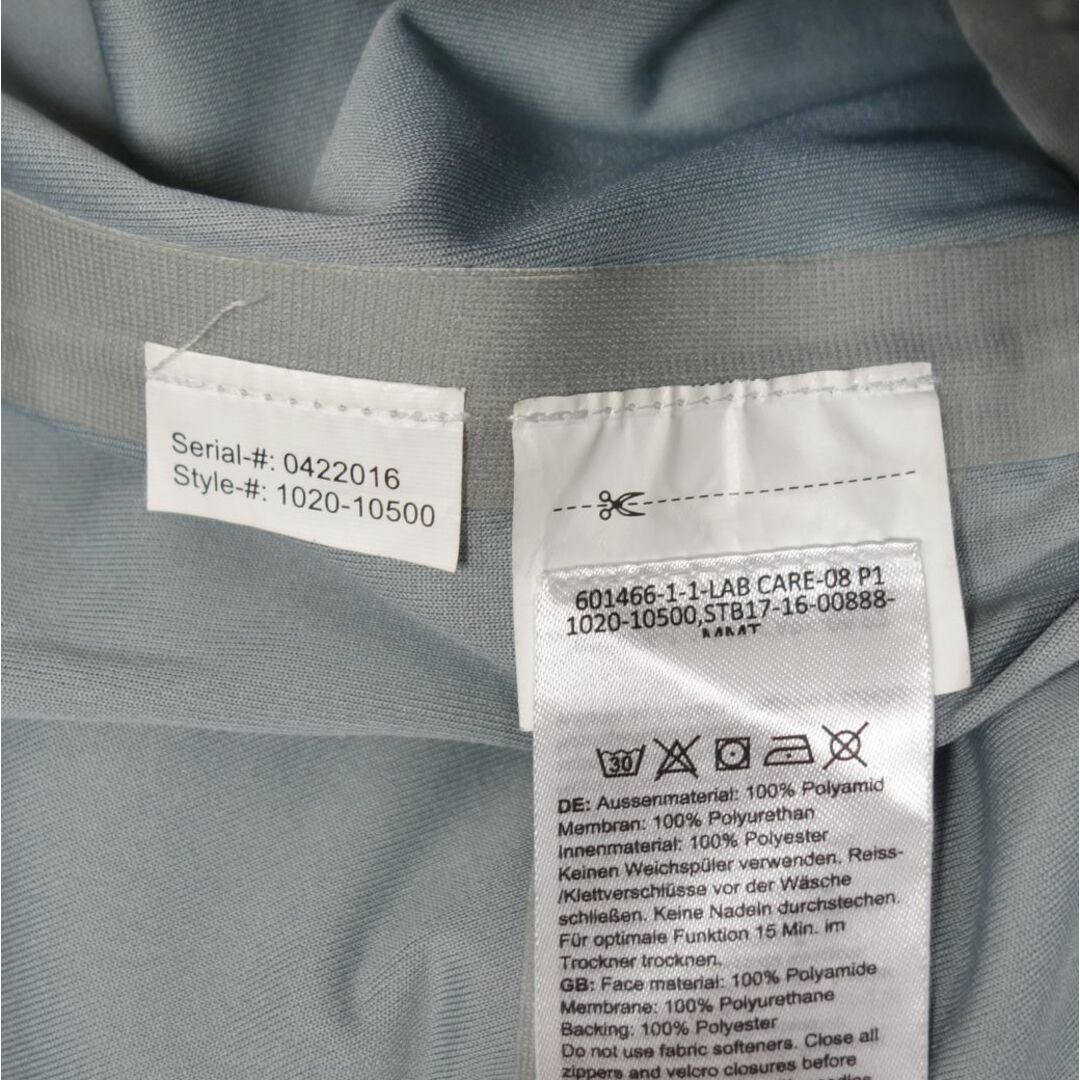 Serial-#: 0422016
Style-#: 1020-10500
601466-1-1-LAB CARE-08 P1
1020-10500,STB17-16-00888-
30
DE: Aussenmaterial: 100% Polyamid
Membran: 100% Polyurethan
Innenmaterial: 100% Polyester
Keinen Weichspüler verwenden. Reiss-
/Klettverschlüsse vor der Wäsche
schließen. Keine Nadeln durchstechen.
Für optimale Funktion 15 Min. im
Trockner trocknen.
GB: Face material: 100% Polyamide
Membrane: 100% Polyurethane
Backing: 100% Polyester
Do not use fabric softeners. Close all
zippers and velcro closures before